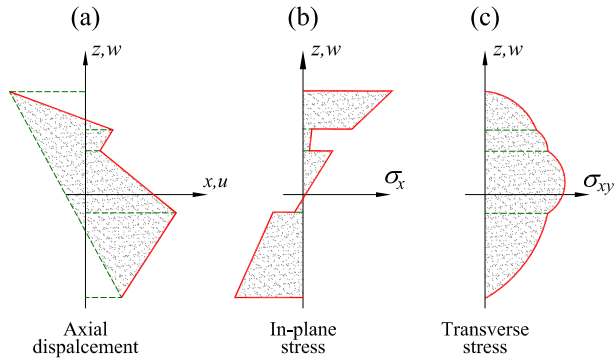 (a) (b) (c)
z,w z,w z,w
x,u σx σxy
Axial In-plane Transverse
dispalcement stress stress